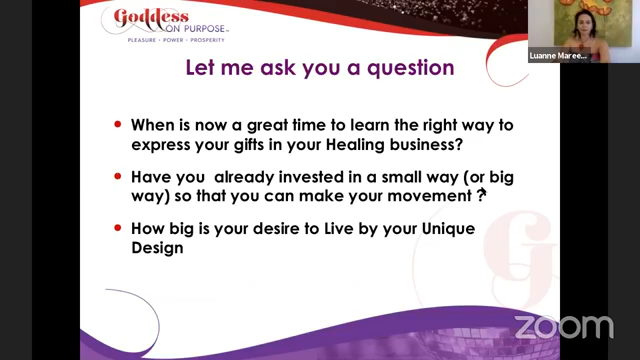 Goddess
ON PURPOSE
PLEASURE • POWER • PROSPERITY
Luanne Maree...
Let me ask you a question
• When is now a great time to learn the right way to
express your gifts in your Healing business?
• Have you already invested in a small way (or big
way) so that you can make your movement ?
• How big is your desire to Live by your Unique
Design
zoom